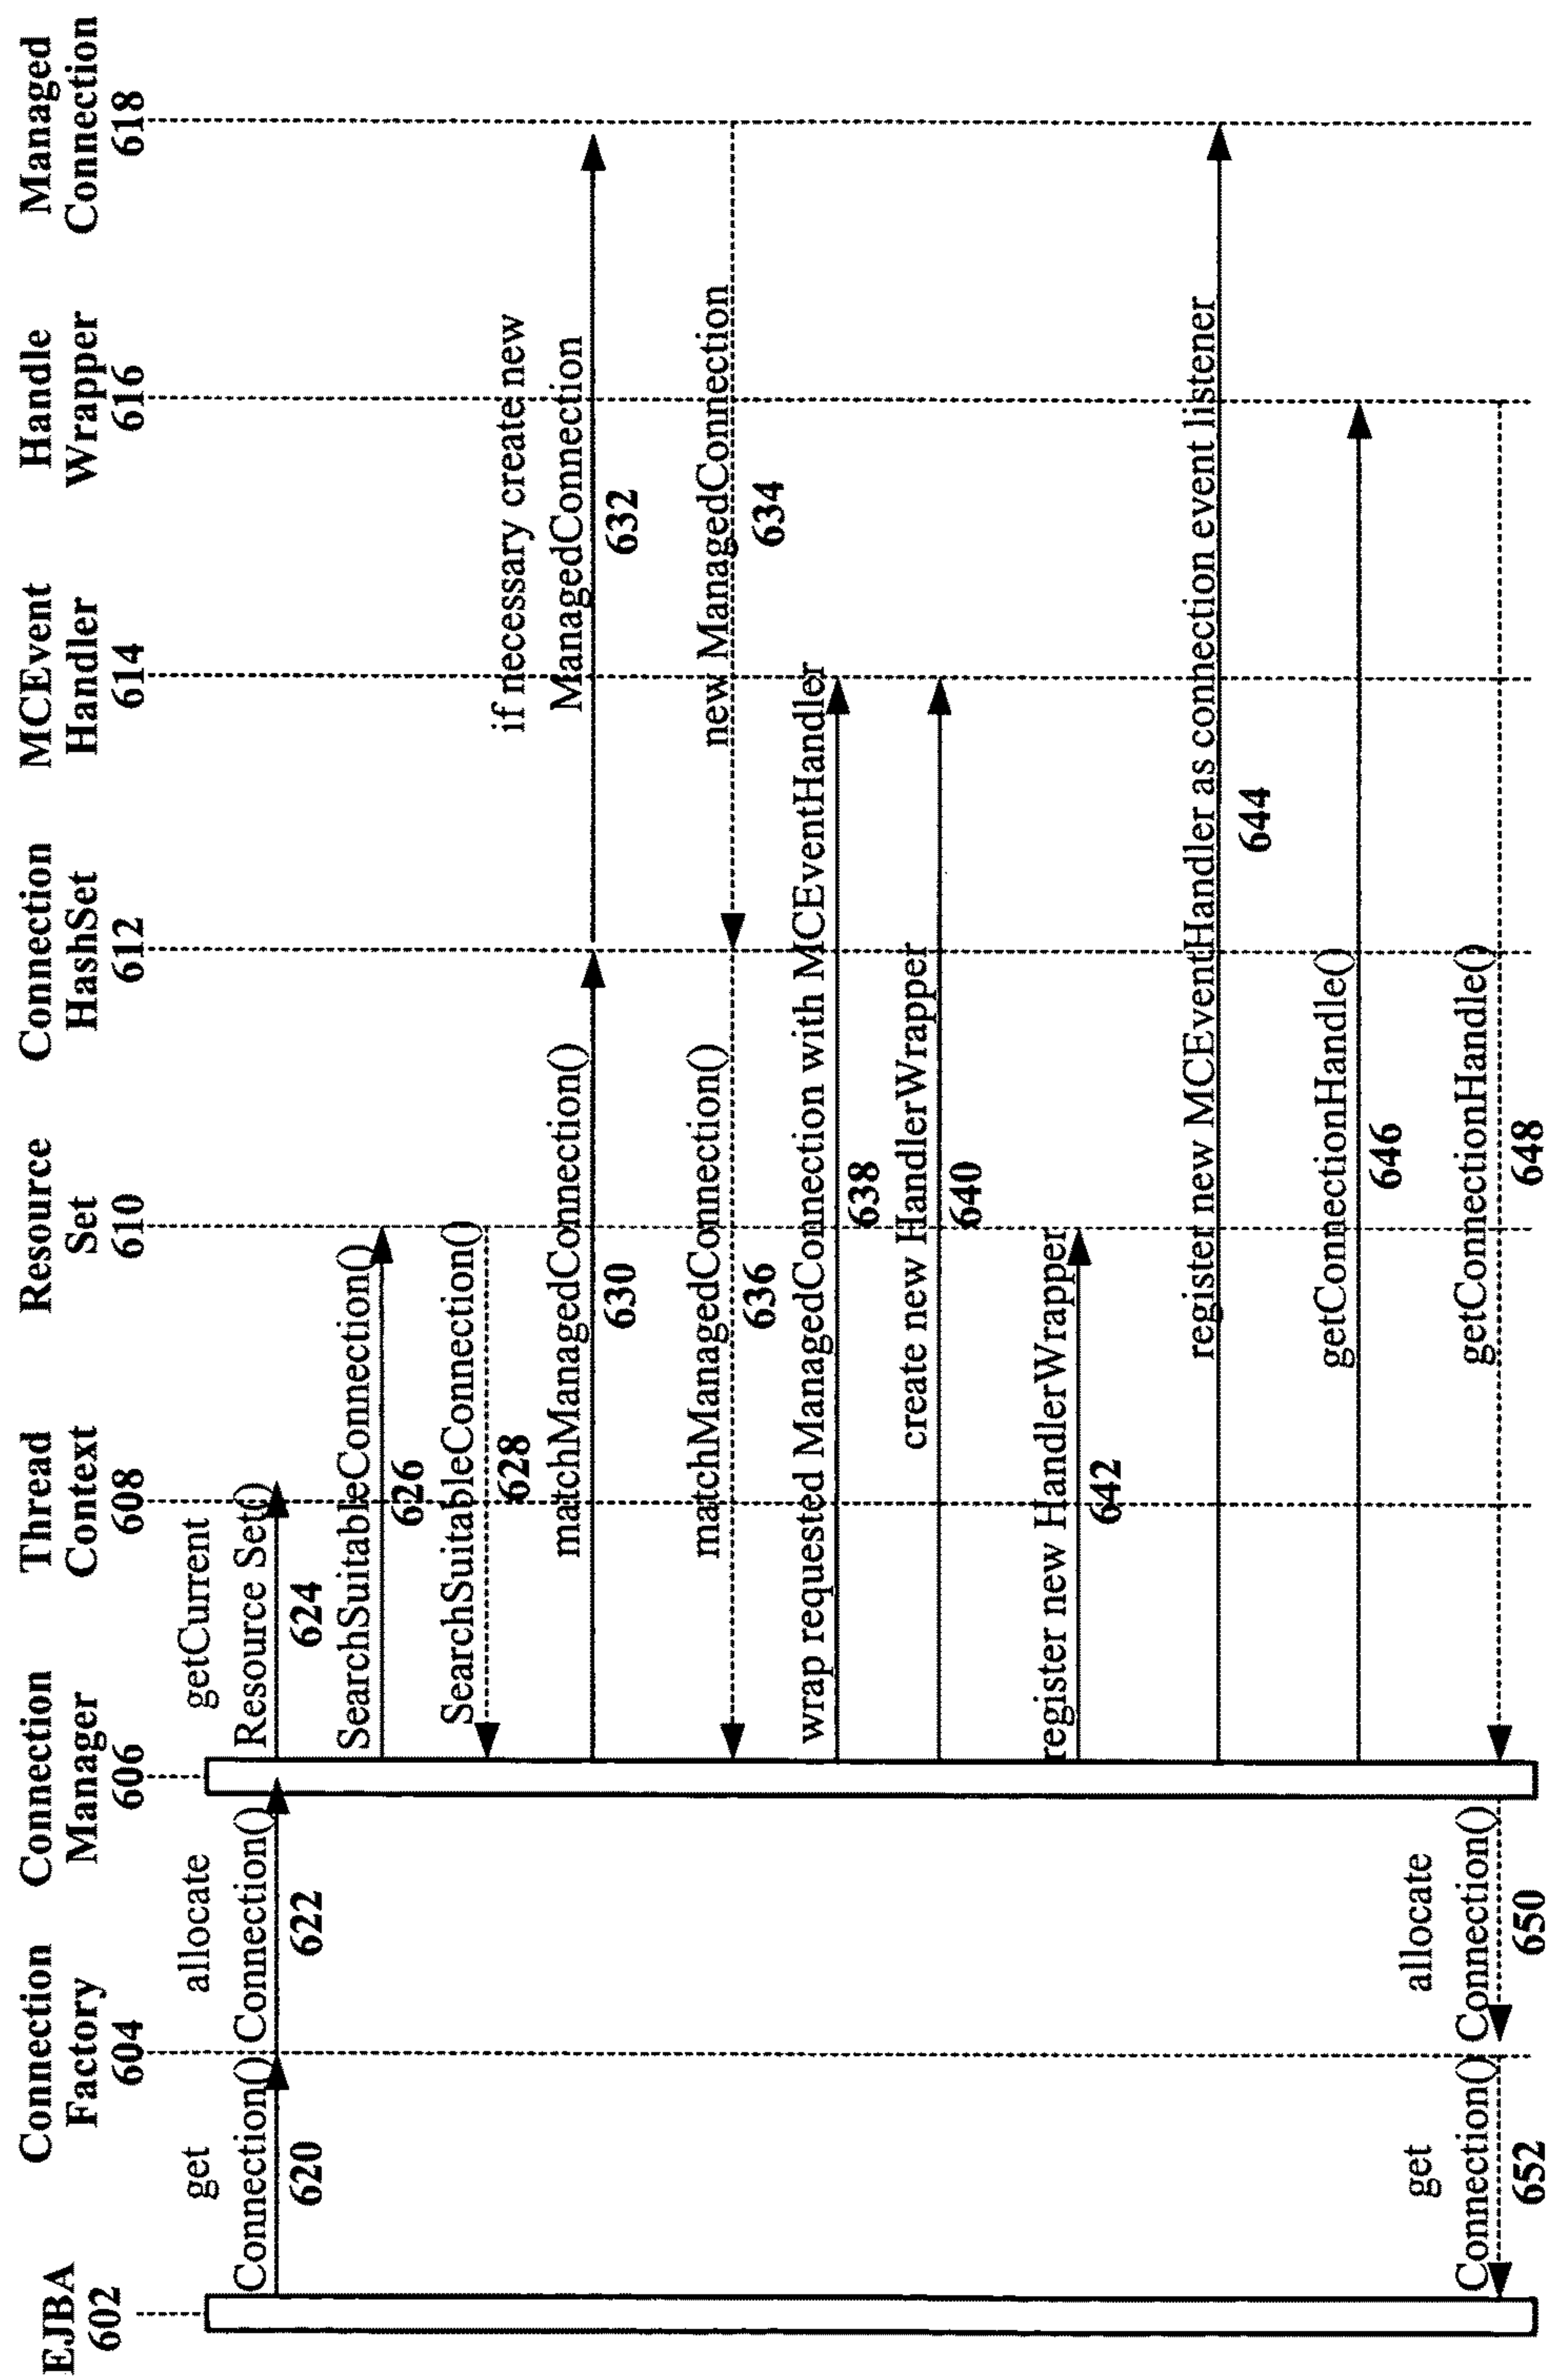 EJBA
602
Connection
Factory
604
Connection
Manager
606
Thread
Context
608
Resource
Set
610
Connection
HashSet
612
MCEvent
Handler
614
Handle
Wrapper
616
Managed
Connection
618
get
Connection()
620
allocate
Connection()
622
getCurrent
Resource Set()
624
SearchSuitableConnection()
626
SearchSuitableConnection()
628
matchManagedConnection()
630
if necessary create new
ManagedConnection
632
new ManagedConnection
634
matchManagedConnection()
636
wrap requested ManagedConnection with MCEventHandler
638
create new HandlerWrapper
640
register new HandlerWrapper
642
register new MCEventHandler as connection event listener
644
getConnectionHandle()
646
getConnectionHandle()
648
allocate
Connection()
650
get
Connection()
652